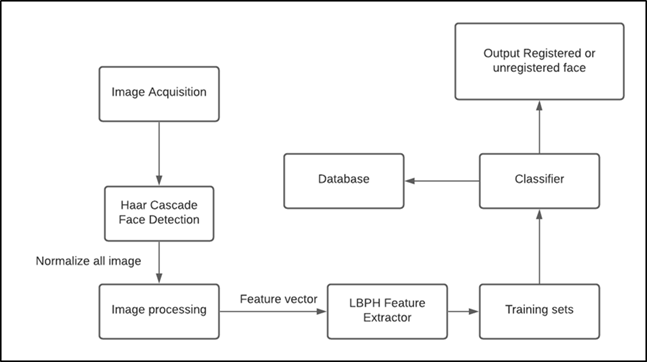 Image Acquisition
Haar Cascade
Face Detection
Normalize all image
Image processing
Feature vector
LBPH Feature
Extractor
Training sets
Classifier
Database
Output Registered or
unregistered face